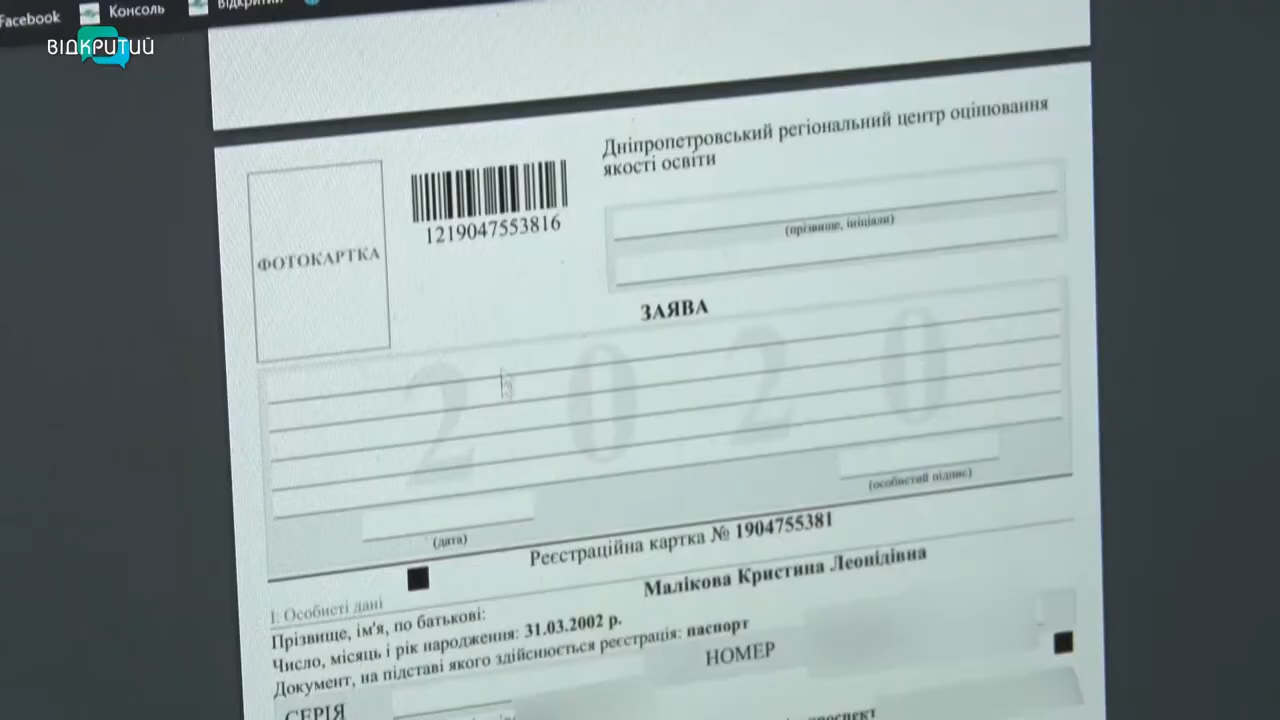 Facebook
Консоль
Відкритий
ВІДКРИТИЙ
Дніпропетровський регіональний центр оцінювання
якості освіти
ФОТОКАРТКА
1219047553816
(прізвище, ініціали)
ЗАЯВА
2020
(особистий підпис)
(дата)
Реєстраційна картка № 1904755381
І. Особисті дані
Малікова Кристина Леонідівна
Прізвище, ім'я, по батькові:
Число, місяць і рік народження: 31.03.2002 р.
Документ, на підставі якого здійснюється реєстрація: паспорт
СЕРІЯ
НОМЕР
проспект